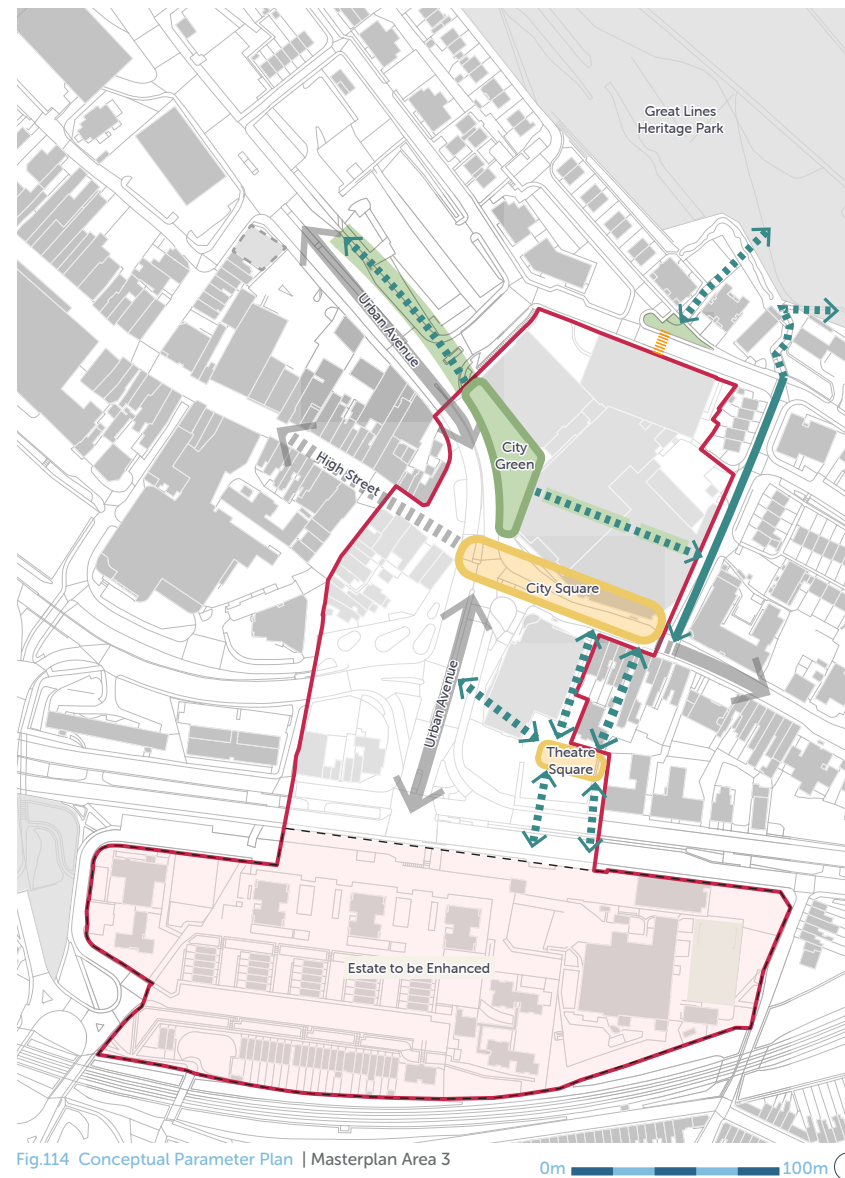 Great Lines
Heritage Park
Urban Avenue
City
Green
High Street
City Square
Urban Avenue
Theatre
Square
Estate to be Enhanced
Fig.114 Conceptual Parameter Plan | Masterplan Area 3
0m 100m